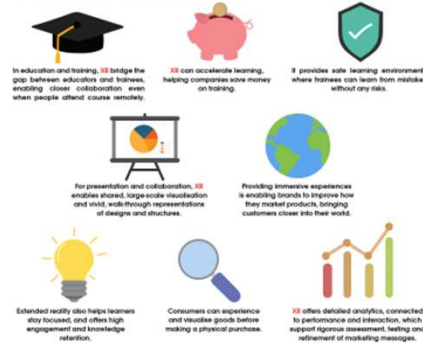 In education and training, XR bridge the
gap between educators and trainees,
enabling closer collaboration even
when people attend course remotely.
XR can accelerate learning,
helping companies save money
on training.
It provides safe learning environment
where trainees can learn from mistake
without any risks.
For presentation and collaboration, XR
enables shared, large-scale visualisation
and vivid, walk-through representations
of designs and structures.
Providing immersive experiences
is enabling brands to improve how
they market products, bringing
customers closer into their world.
Extended reality also helps learners
stay focused, and offers high
engagement and knowledge
retention.
Consumers can experience
and visualise goods before
making a physical purchase.
XR offers detailed analytics, connected
to performance and interaction, which
support rigorous assessment, testing and
refinement of marketing messages.